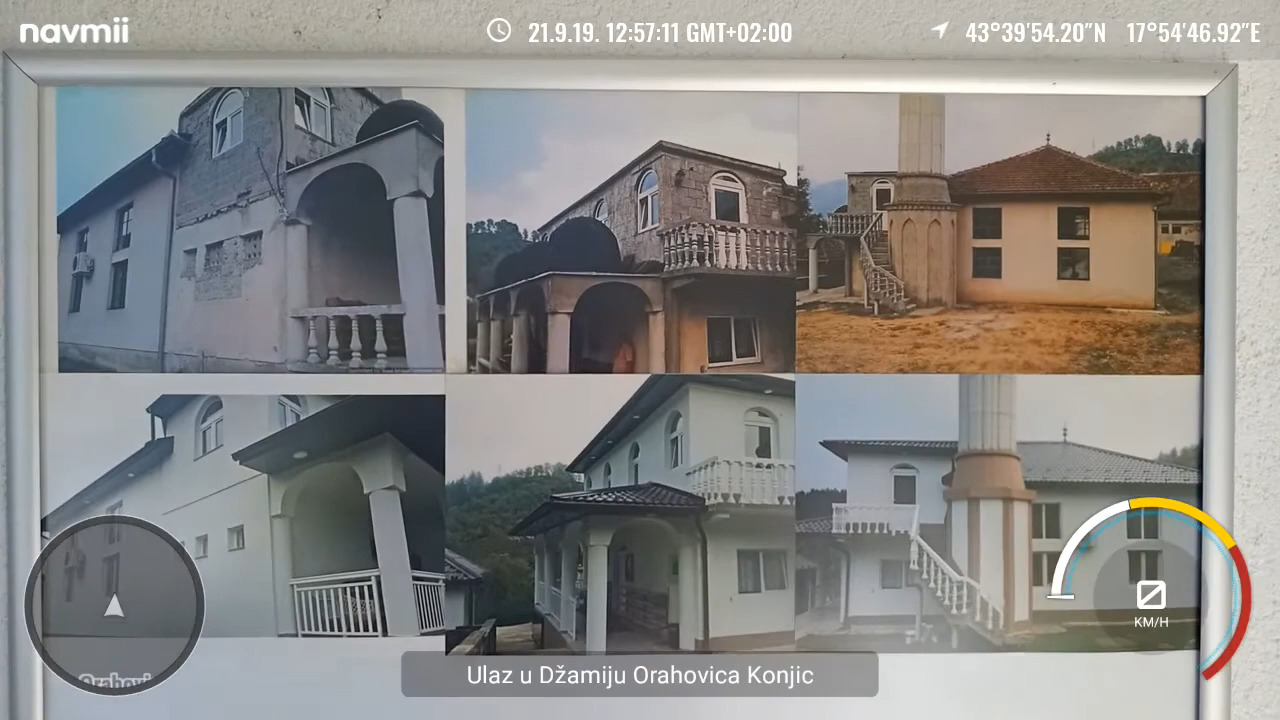 navmii
21.9.19. 12:57:11 GMT+02:00
43°39'54.20"N 17°54'46.92"E
KM/H
Orahovi
Ulaz u Džamiju Orahovica Konjic